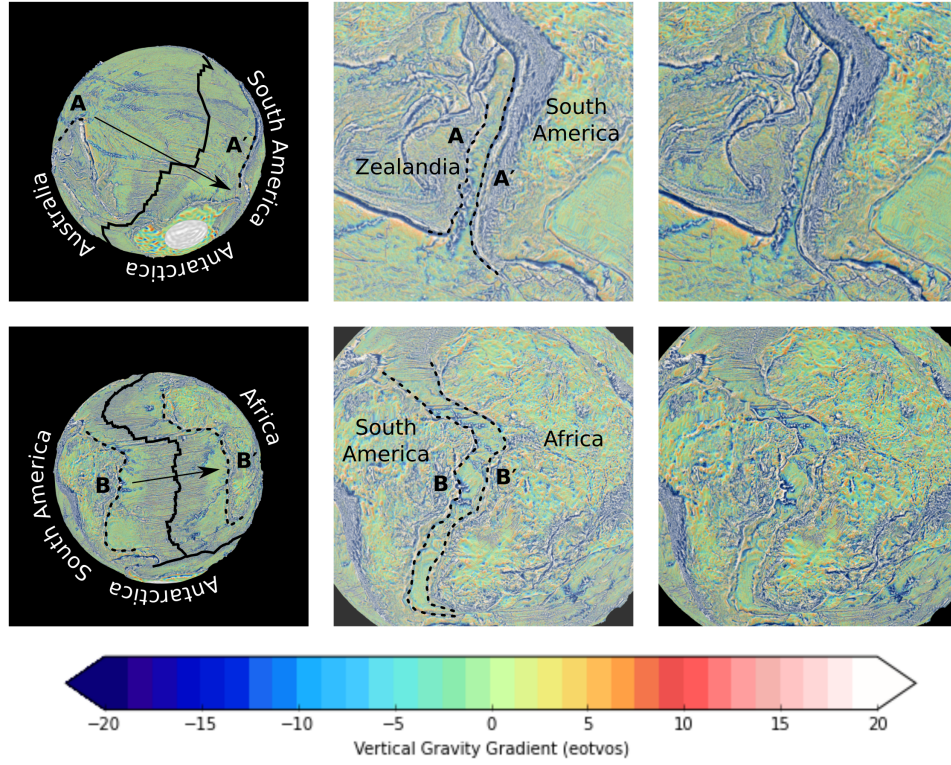 A
A′
South America
Australia
Antarctica
A
A′
South
America
Zealandia
B
B′
South America
Africa
Antarctica
South
America
Africa
B
B′
−20
−15
−10
−5
0
5
10
15
20
Vertical Gravity Gradient (eotvos)